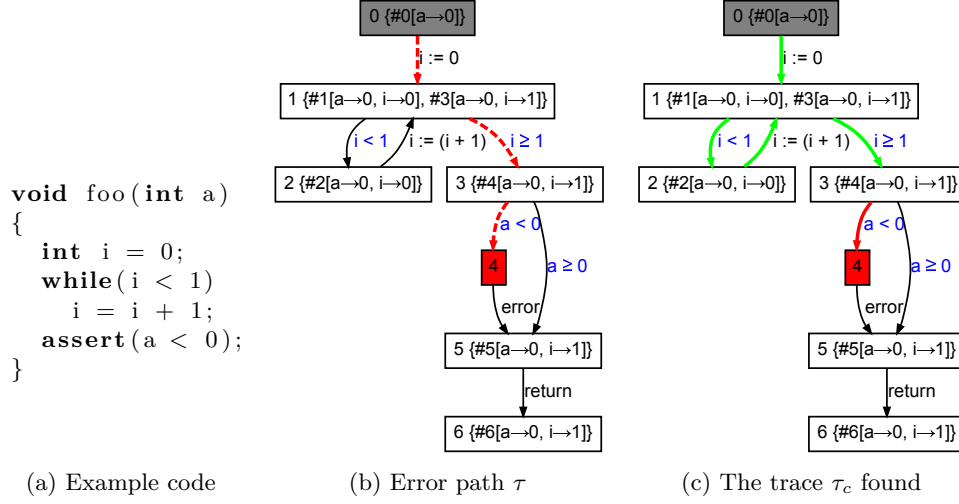 void foo(int a)
{
int i = 0;
while(i < 1)
i = i + 1;
assert(a < 0);
}
(a) Example code
0 {#0[a→0]}
i := 0
1 {#1[a→0, i→0], #3[a→0, i→1]}
i < 1
i := (i + 1)
i ≥ 1
2 {#2[a→0, i→0]}
3 {#4[a→0, i→1]}
a < 0
4
a ≥ 0
error
5 {#5[a→0, i→1]}
return
6 {#6[a→0, i→1]}
(b) Error path τ
0 {#0[a→0]}
i := 0
1 {#1[a→0, i→0], #3[a→0, i→1]}
i < 1
i := (i + 1)
i ≥ 1
2 {#2[a→0, i→0]}
3 {#4[a→0, i→1]}
a < 0
4
a ≥ 0
error
5 {#5[a→0, i→1]}
return
6 {#6[a→0, i→1]}
(c) The trace τc found